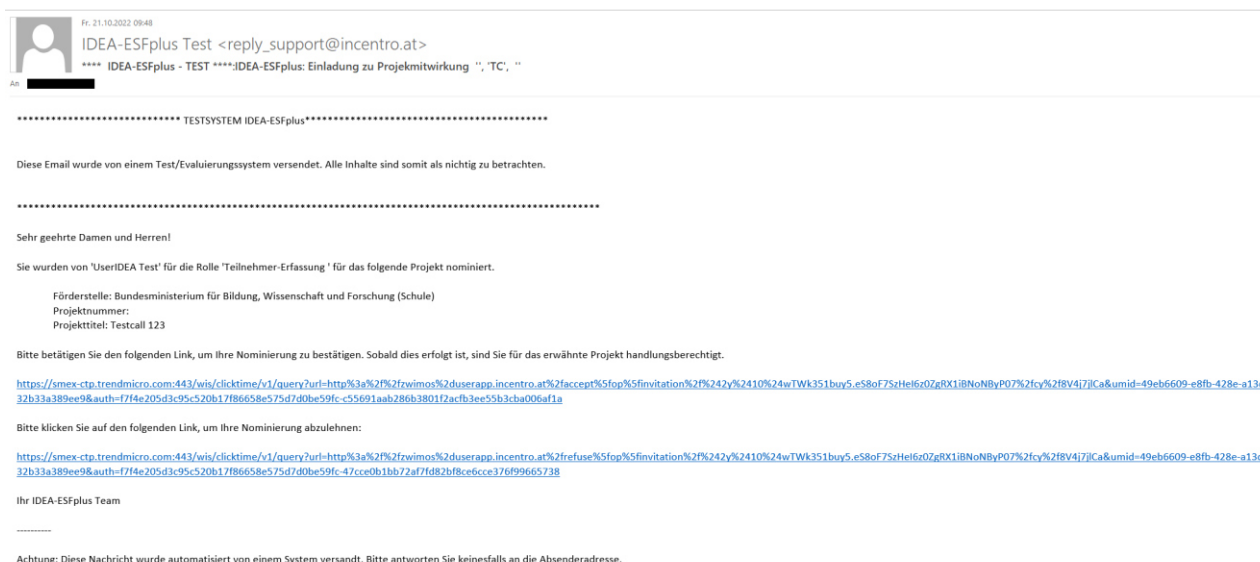 Fr. 21.10.2022 09:48
IDEA-ESFplus Test <reply_support@incentro.at>
**** IDEA-ESFplus - TEST ****:IDEA-ESFplus: Einladung zu Projekmitwirkung '', 'TC', ''
An
***************************** TESTSYSTEM IDEA-ESFplus*******************************************
Diese Email wurde von einem Test/Evaluierungssystem versendet. Alle Inhalte sind somit als nichtig zu betrachten.
*******************************************************************************************************
Sehr geehrte Damen und Herren!
Sie wurden von 'UserIDEA Test' für die Rolle 'Teilnehmer-Erfassung ' für das folgende Projekt nominiert.
Förderstelle: Bundesministerium für Bildung, Wissenschaft und Forschung (Schule)
Projektnummer:
Projekttitel: Testcall 123
Bitte betätigen Sie den folgenden Link, um Ihre Nominierung zu bestätigen. Sobald dies erfolgt ist, sind Sie für das erwähnte Projekt handlungsberechtigt.
https://smex-ctp.trendmicro.com:443/wis/clicktime/v1/query?url=http%3a%2f%2fzwimos%2duserapp.incentro.at%2faccept%5fop%5finvitation%2f%242y%2410%24wTWk351buy5.eS8oF7SzHeI6z0ZgRX1iBNoNByP07%2fcy%2f8V4j7jlCa&umid=49eb6609-e8fb-428e-a13c
32b33a389ee9&auth=f7f4e205d3c95c520b17f86658e575d7d0be59fc-c55691aab286b3801f2acfb3ee55b3cba006af1a
Bitte klicken Sie auf den folgenden Link, um Ihre Nominierung abzulehnen:
https://smex-ctp.trendmicro.com:443/wis/clicktime/v1/query?url=http%3a%2f%2fzwimos%2duserapp.incentro.at%2frefuse%5fop%5finvitation%2f%242y%2410%24wTWk351buy5.eS8oF7SzHeI6z0ZgRX1iBNoNByP07%2fcy%2f8V4j7jlCa&umid=49eb6609-e8fb-428e-a13c
32b33a389ee9&auth=f7f4e205d3c95c520b17f86658e575d7d0be59fc-47cce0b1bb72af7fd82bf8ce6cce376f99665738
Ihr IDEA-ESFplus Team
----------
Achtung: Diese Nachricht wurde automatisiert von einem System versandt. Bitte antworten Sie keinesfalls an die Absenderadresse.